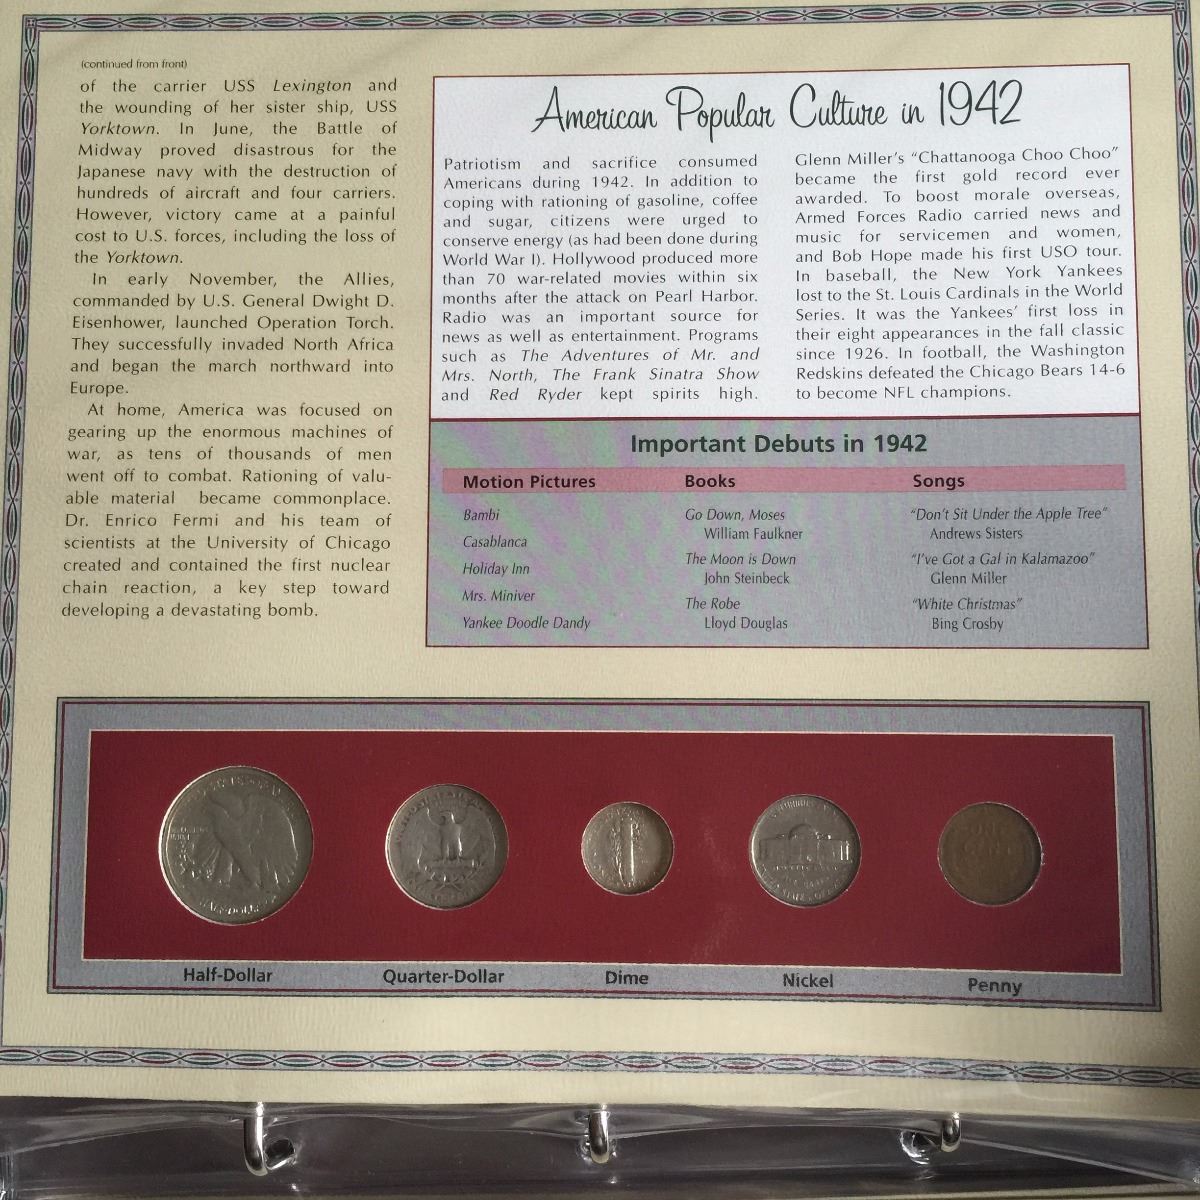 (continued from front)
of the carrier USS Lexington and
the wounding of her sister ship, USS
Yorktown. In June, the Battle of
Midway proved disastrous for the
Japanese navy with the destruction of
hundreds of aircraft and four carriers.
However, victory came at a painful
cost to U.S. forces, including the loss of
the Yorktown.
In early November, the Allies,
commanded by U.S. General Dwight D.
Eisenhower, launched Operation Torch.
They successfully invaded North Africa
and began the march northward into
Europe.
At home, America was focused on
gearing up the enormous machines of
war, as tens of thousands of men
went off to combat. Rationing of valu-
able material became commonplace.
Dr. Enrico Fermi and his team of
scientists at the University of Chicago
created and contained the first nuclear
chain reaction, a key step toward
developing a devastating bomb.
American Popular Culture in 1942
Patriotism and sacrifice consumed
Americans during 1942. In addition to
coping with rationing of gasoline, coffee
and sugar, citizens were urged to
conserve energy (as had been done during
World War I). Hollywood produced more
than 70 war-related movies within six
months after the attack on Pearl Harbor.
Radio was an important source for
news as well as entertainment. Programs
such as The Adventures of Mr. and
Mrs. North, The Frank Sinatra Show
and Red Ryder kept spirits high.
Glenn Miller's "Chattanooga Choo Choo"
became the first gold record ever
awarded. To boost morale overseas,
Armed Forces Radio carried news and
music for servicemen and women,
and Bob Hope made his first USO tour.
In baseball, the New York Yankees
lost to the St. Louis Cardinals in the World
Series. It was the Yankees' first loss in
their eight appearances in the fall classic
since 1926. In football, the Washington
Redskins defeated the Chicago Bears 14-6
to become NFL champions.
Important Debuts in 1942
Motion Pictures
Bambi
Casablanca
Holiday Inn
Mrs. Miniver
Yankee Doodle Dandy
Books
Go Down, Moses
William Faulkner
The Moon is Down
John Steinbeck
The Robe
Lloyd Douglas
Songs
"Don't Sit Under the Apple Tree"
Andrews Sisters
"I've Got a Gal in Kalamazoo"
Glenn Miller
"White Christmas"
Bing Crosby
HALF DOLLAR
Half-Dollar
Quarter-Dollar
Dime
Nickel
Penny